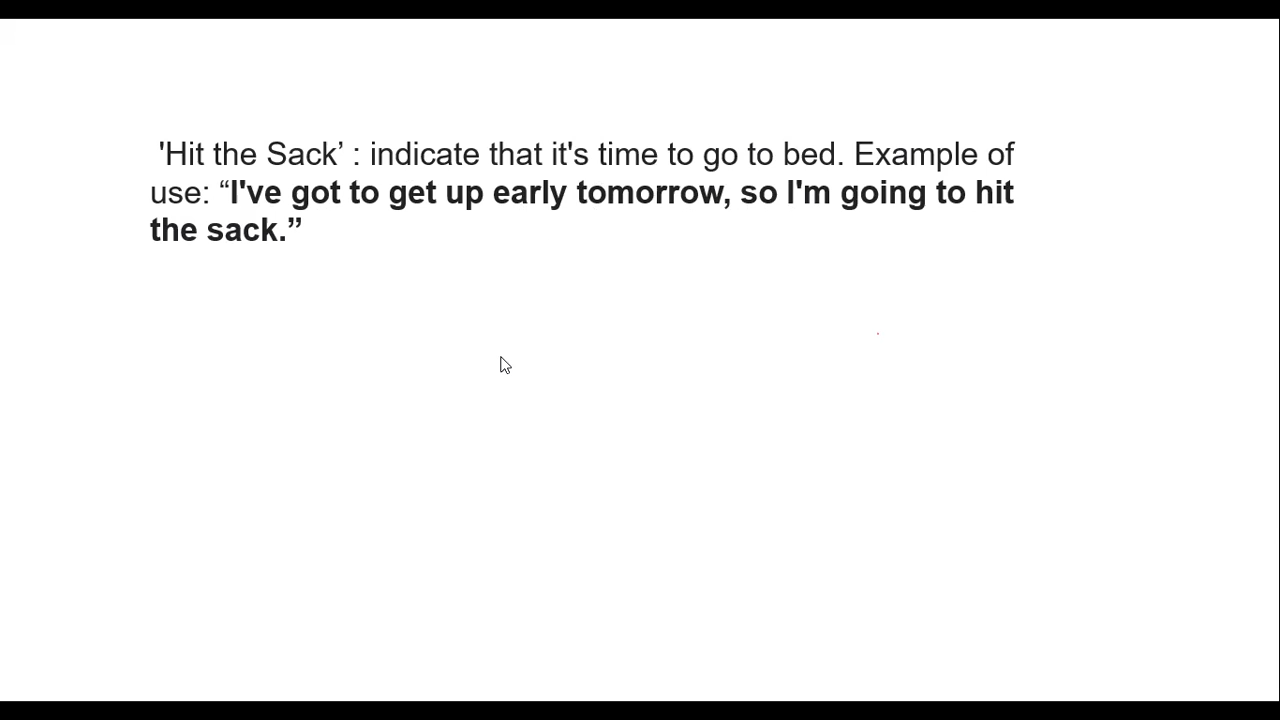 'Hit the Sack’ : indicate that it's time to go to bed. Example of
use: “I've got to get up early tomorrow, so I'm going to hit
the sack.”